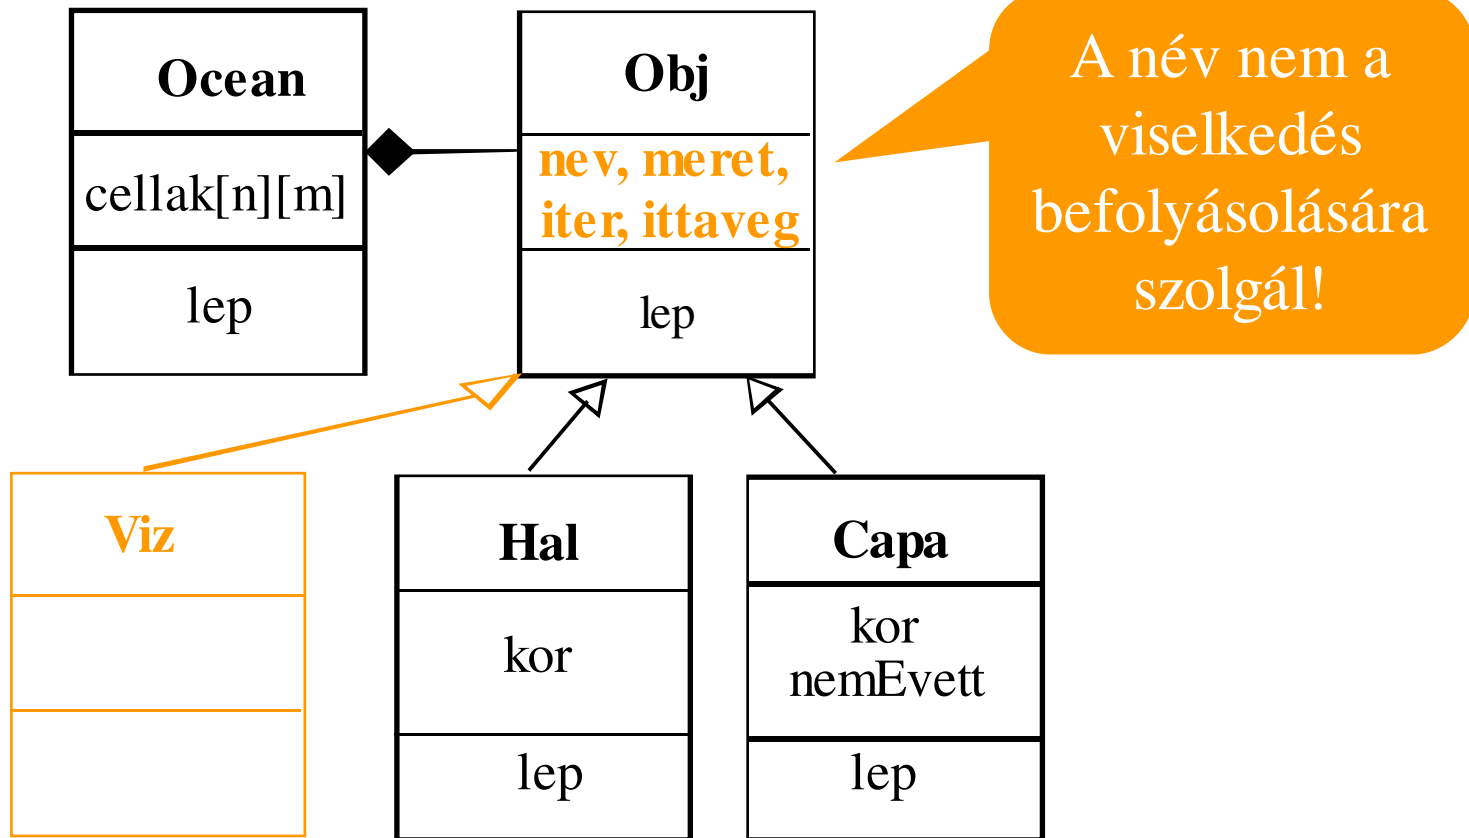 Ocean
cellak[n][m]
lep
Obj
nev, meret,
iter, ittaveg
lep
A név nem a
viselkedés
befolyásolására
szolgál!
Viz
Hal
kor
lep
Capa
kor
nemEvett
lep